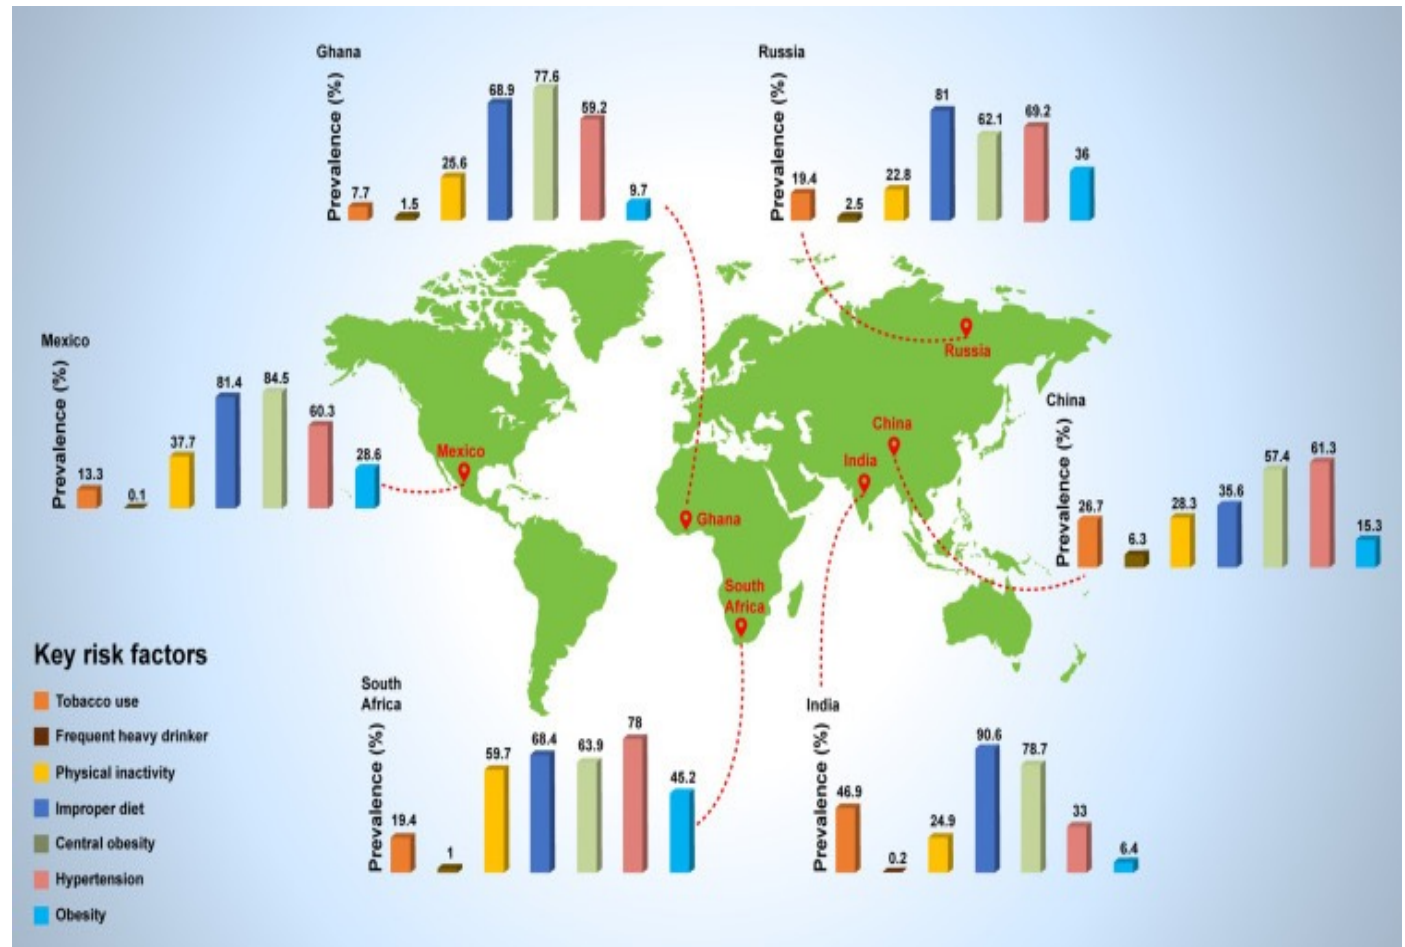 Ghana
Prevalence (%)
7.7
1.5
25.6
68.9
77.6
59.2
9.7
Russia
Prevalence (%)
19.4
2.5
22.8
81
62.1
69.2
36
Mexico
Prevalence (%)
13.3
0.1
37.7
81.4
84.5
60.3
28.6
Russia
China
Mexico
India
Ghana
South
Africa
China
Prevalence (%)
26.7
6.3
28.3
35.6
57.4
61.3
15.3
Key risk factors
Tobacco use
Frequent heavy drinker
Physical inactivity
Improper diet
Central obesity
Hypertension
Obesity
South
Africa
Prevalence (%)
19.4
1
59.7
68.4
63.9
78
45.2
India
Prevalence (%)
46.9
0.2
24.9
90.6
78.7
33
6.4